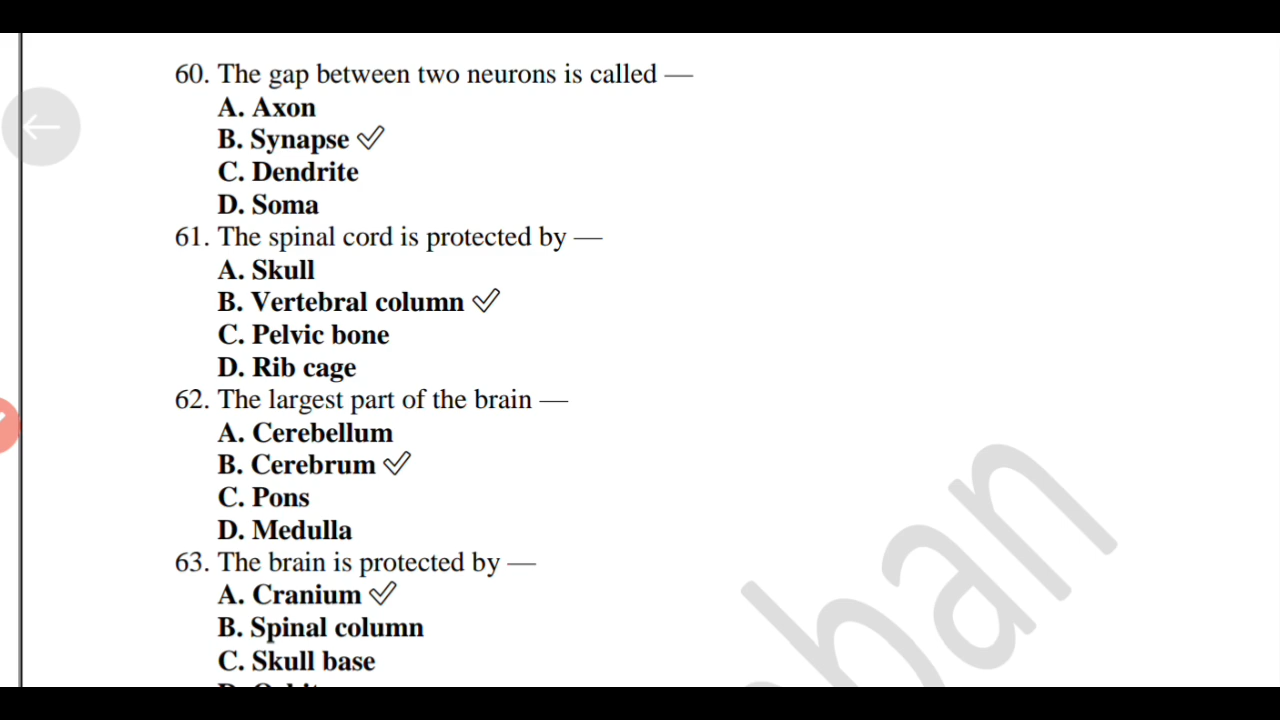 60. The gap between two neurons is called —
A. Axon
B. Synapse ✓
C. Dendrite
D. Soma
61. The spinal cord is protected by —
A. Skull
B. Vertebral column ✓
C. Pelvic bone
D. Rib cage
62. The largest part of the brain —
A. Cerebellum
B. Cerebrum ✓
C. Pons
D. Medulla
63. The brain is protected by —
A. Cranium ✓
B. Spinal column
C. Skull base